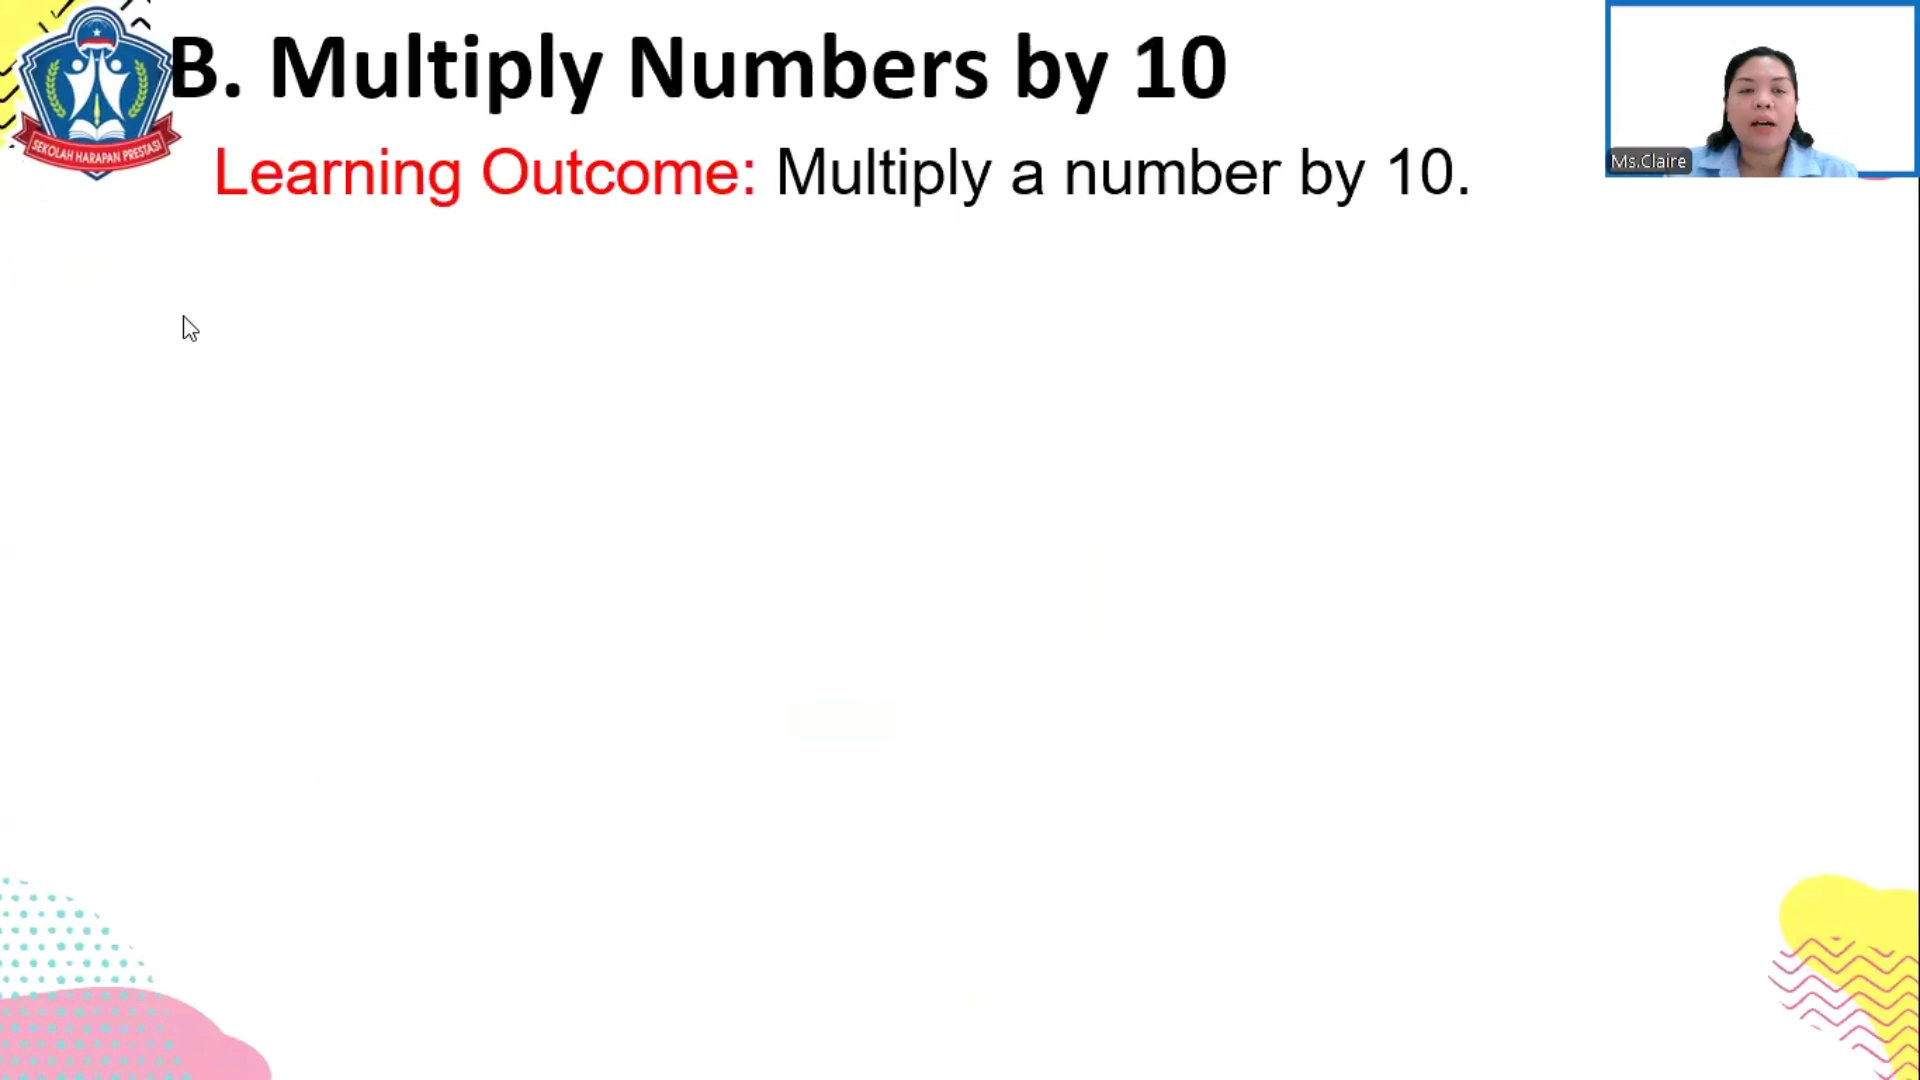 B. Multiply Numbers by 10
Learning Outcome: Multiply a number by 10.
SEKOLAH HARAPAN PRESTASI
Ms.Claire